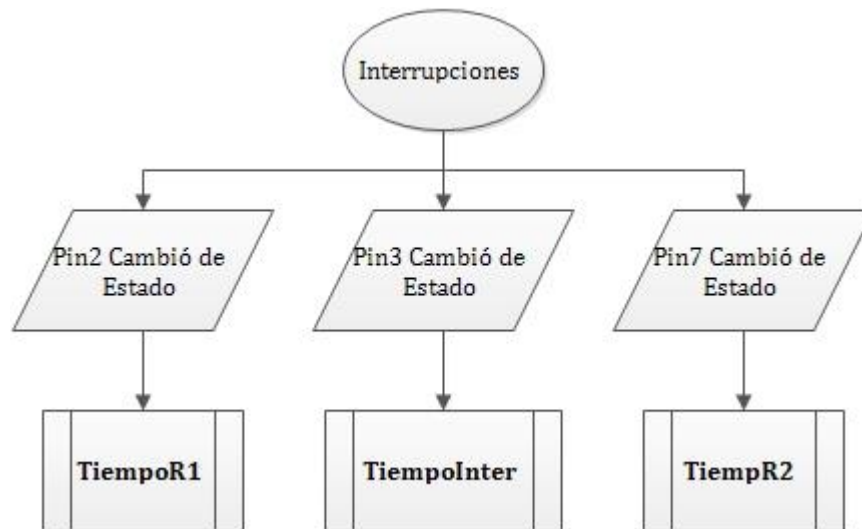 Interrupciones
Pin2 Cambió de
Estado
Pin3 Cambió de
Estado
Pin7 Cambió de
Estado
TiempoR1
TiempoInter
TiempR2